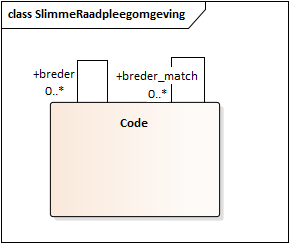 class SlimmeRaadpleegomgeving
+breder
+breder_match
0..*
0..*
Code